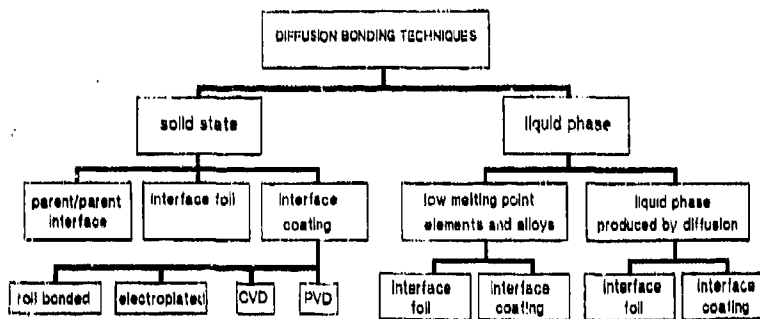 DIFFUSION BONDING TECHNIQUES
solid state
liquid phase
parent/parent
interface
interface foil
interface
coating
low melting point
elements and alloys
liquid phase
produced by diffusion
roll bonded
electroplated
CVD
PVD
interface
foil
interface
coating
interface
foil
interface
coating